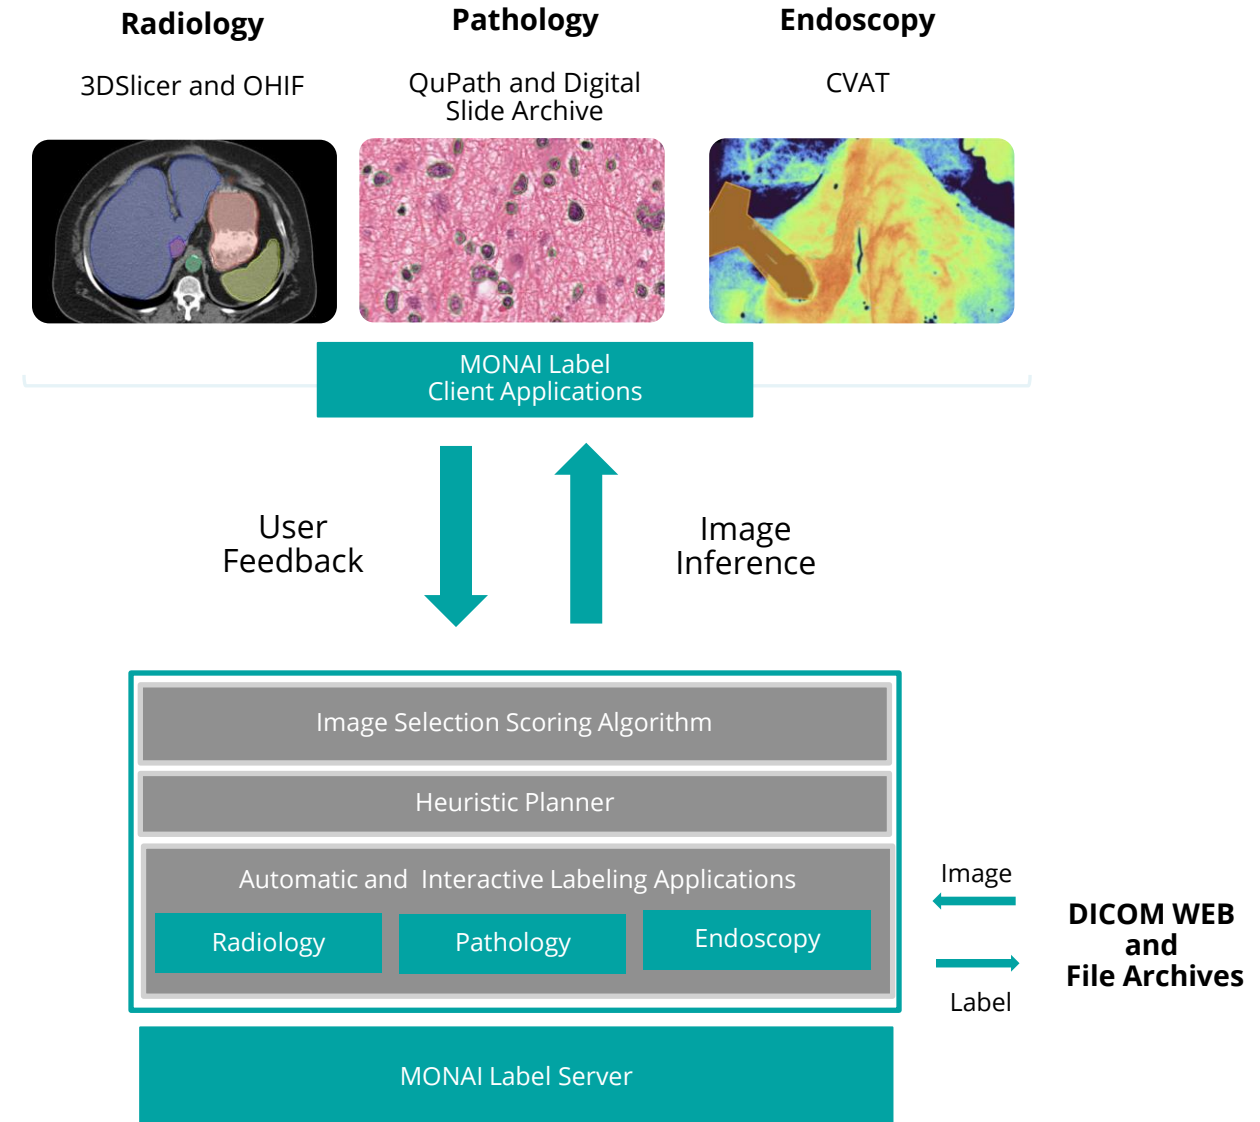 Radiology
Pathology
Endoscopy
3DSlicer and OHIF
QuPath and Digital
Slide Archive
CVAT
MONAI Label
Client Applications
User
Feedback
Image
Inference
Image Selection Scoring Algorithm
Heuristic Planner
Automatic and Interactive Labeling Applications
Radiology
Pathology
Endoscopy
Image
Label
DICOM WEB
and
File Archives
MONAI Label Server